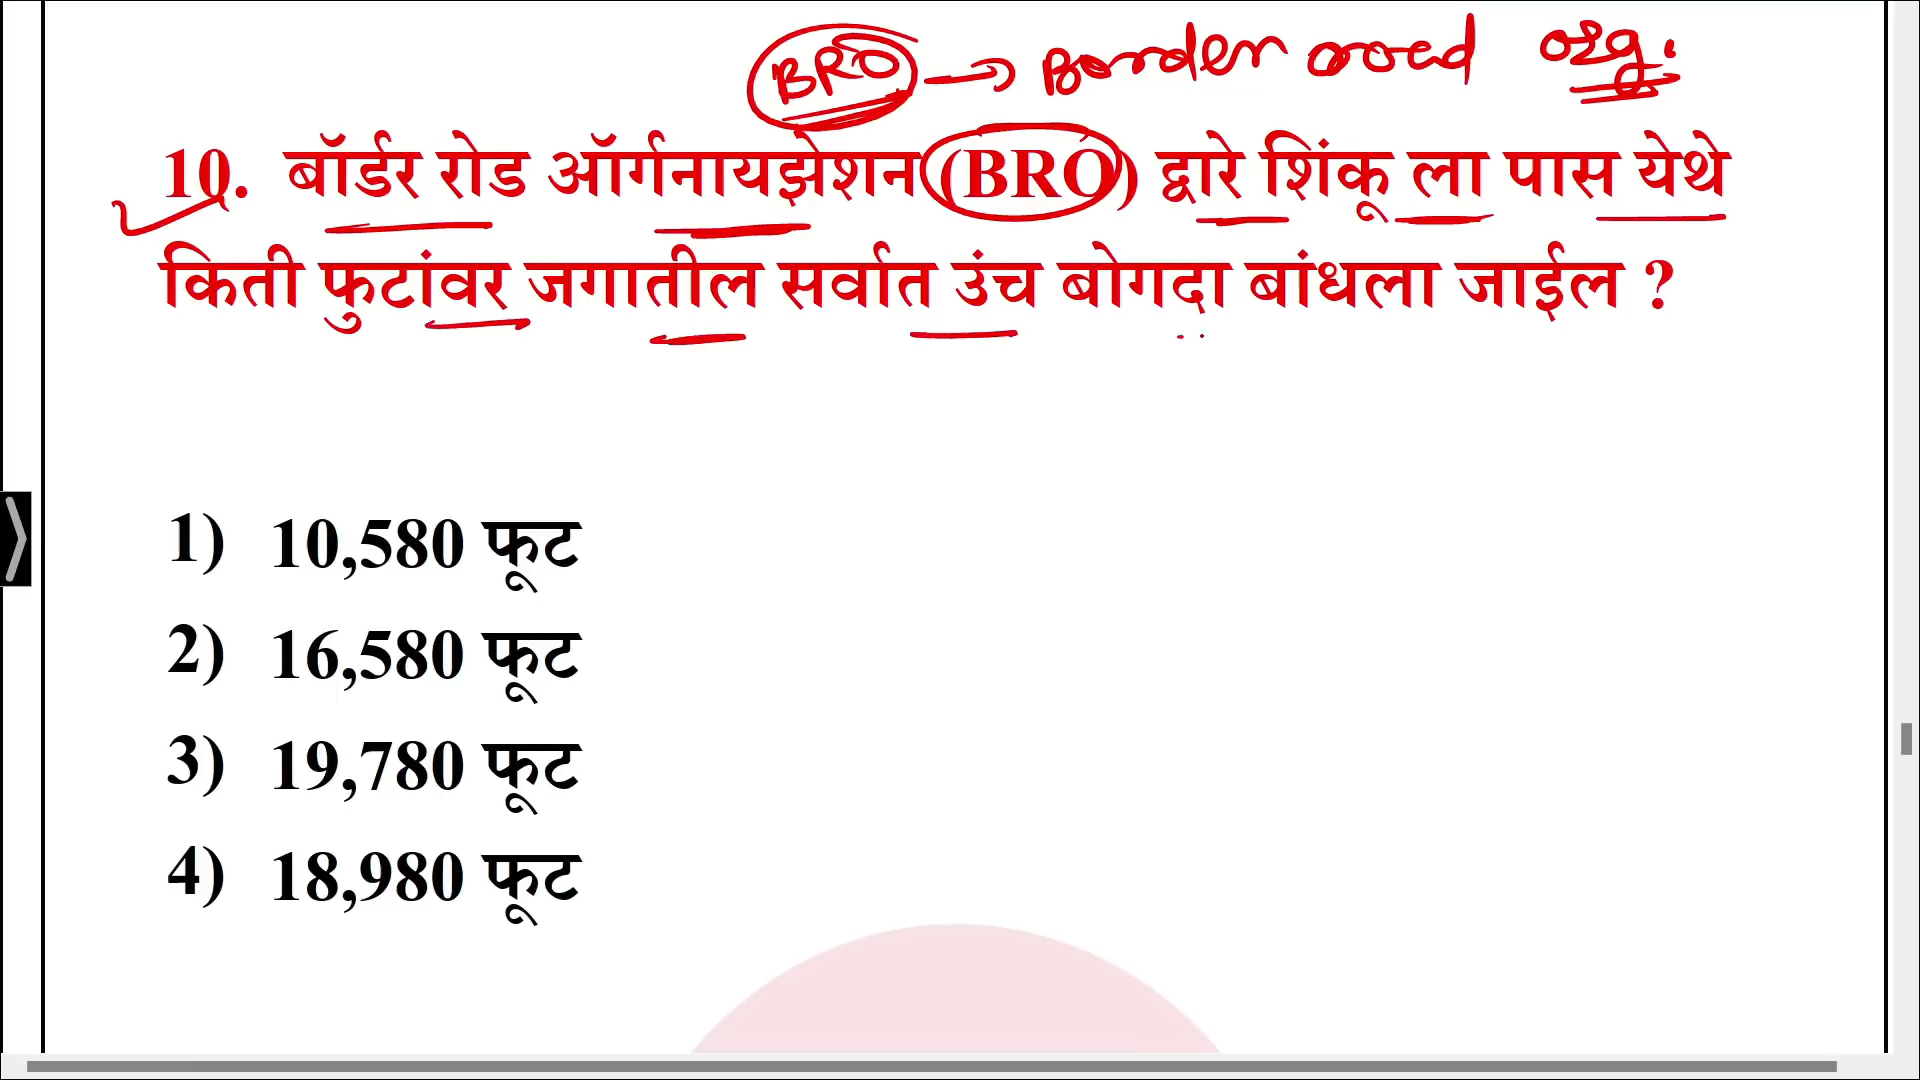 BRO → Border road org.
10. बॉर्डर रोड ऑर्गनायझेशन (BRO) द्वारे शिंकू ला पास येथे
किती फुटांवर जगातील सर्वात उंच बोगदा बांधला जाईल ?
1) 10,580 फूट
2) 16,580 फूट
3) 19,780 फूट
4) 18,980 फूट